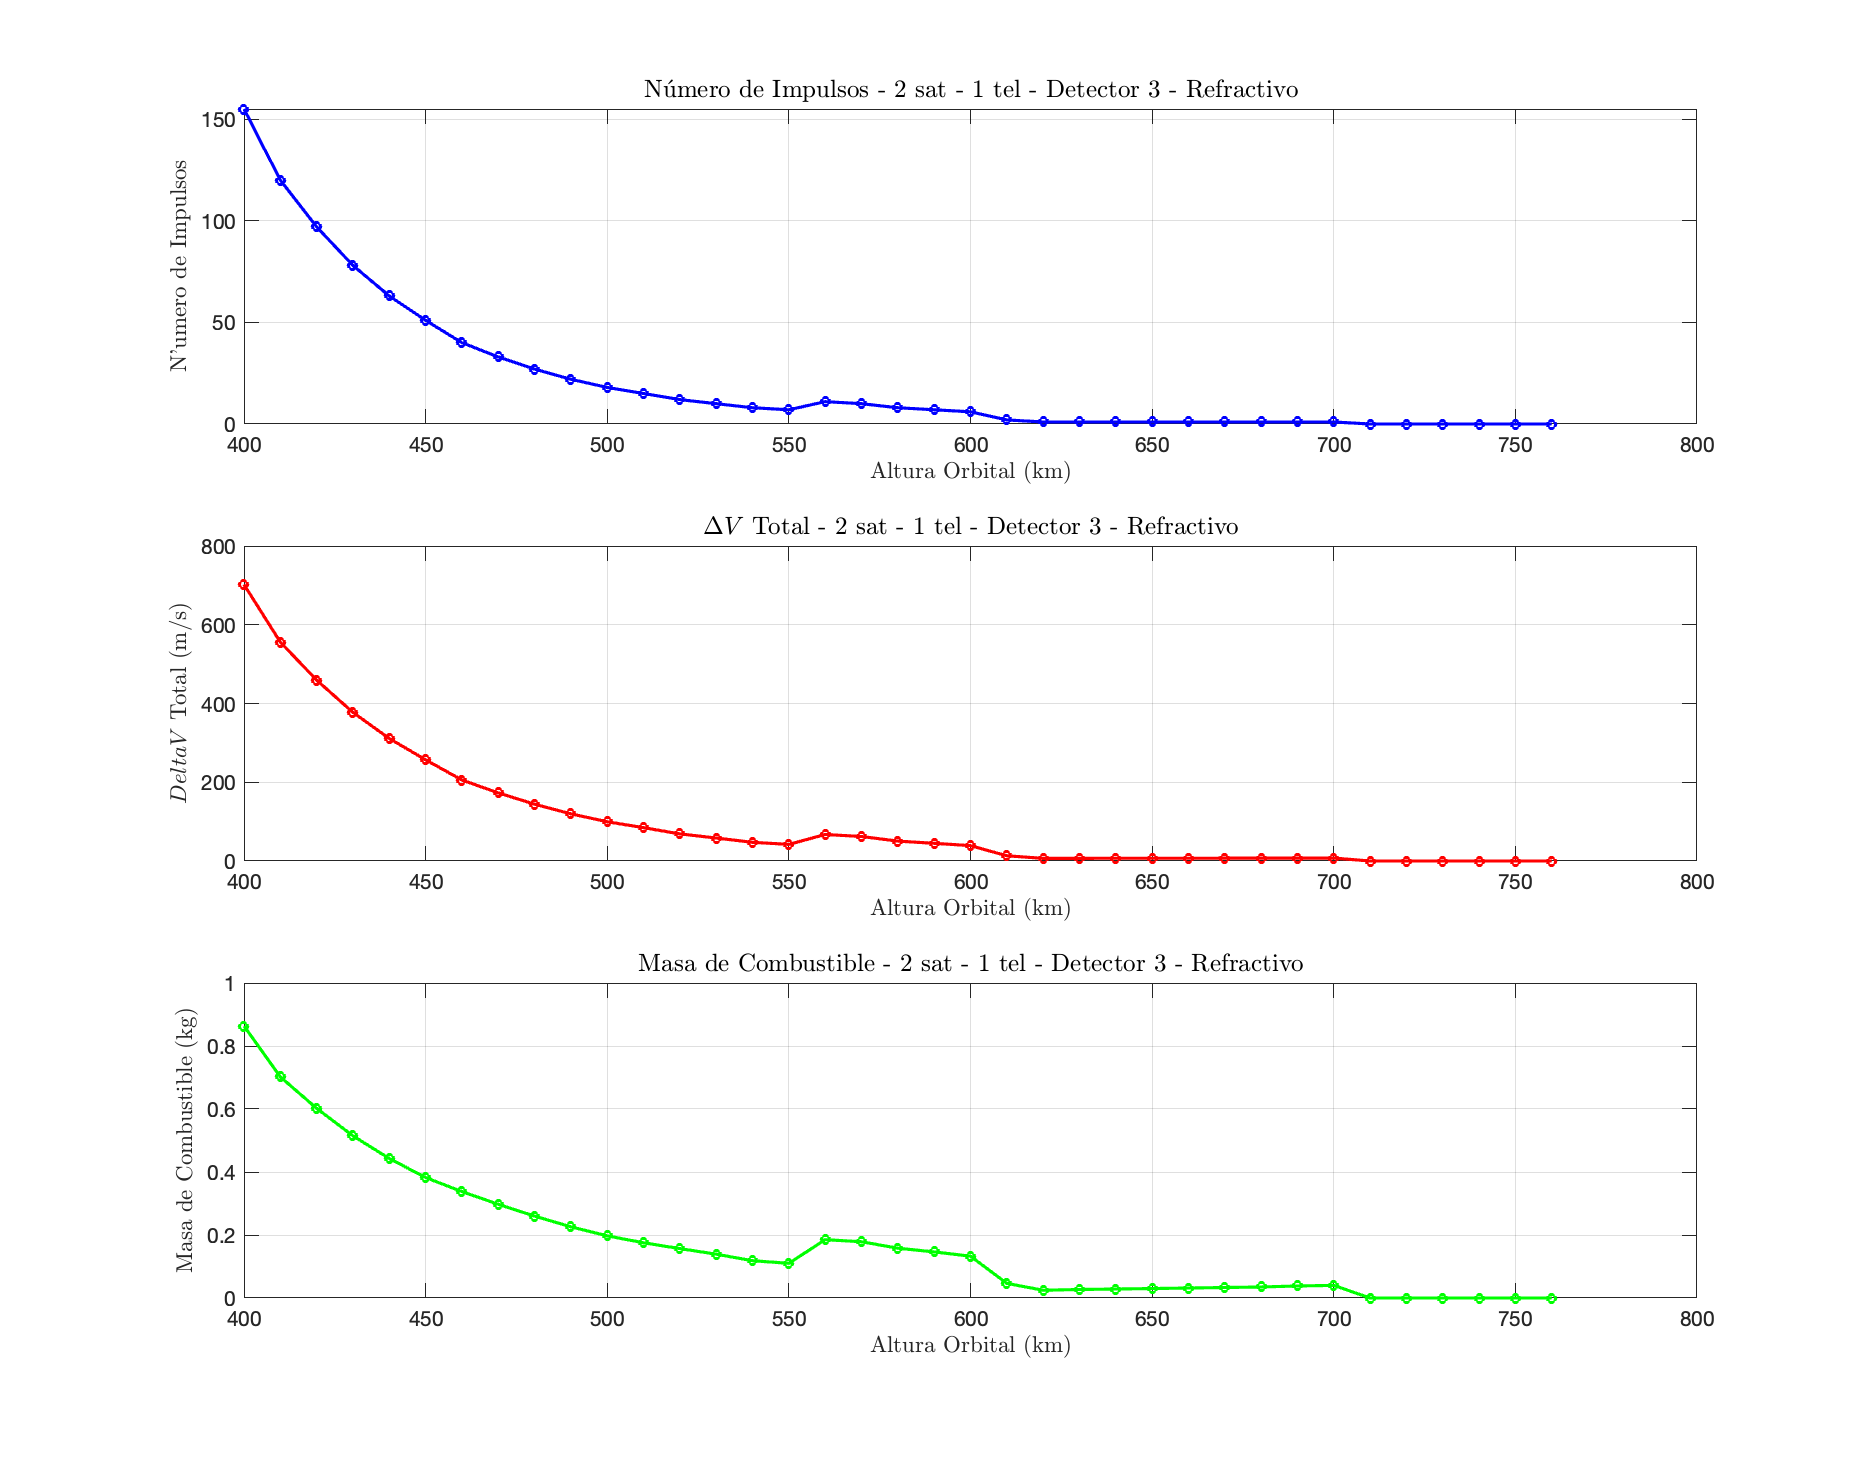 Número de Impulsos - 2 sat - 1 tel - Detector 3 - Refractivo
N'umero de Impulsos
150
100
50
0
400 450 500 550 600 650 700 750 800
Altura Orbital (km)
ΔV Total - 2 sat - 1 tel - Detector 3 - Refractivo
DeltaV Total (m/s)
800
600
400
200
0
400 450 500 550 600 650 700 750 800
Altura Orbital (km)
Masa de Combustible - 2 sat - 1 tel - Detector 3 - Refractivo
Masa de Combustible (kg)
1
0.8
0.6
0.4
0.2
0
400 450 500 550 600 650 700 750 800
Altura Orbital (km)